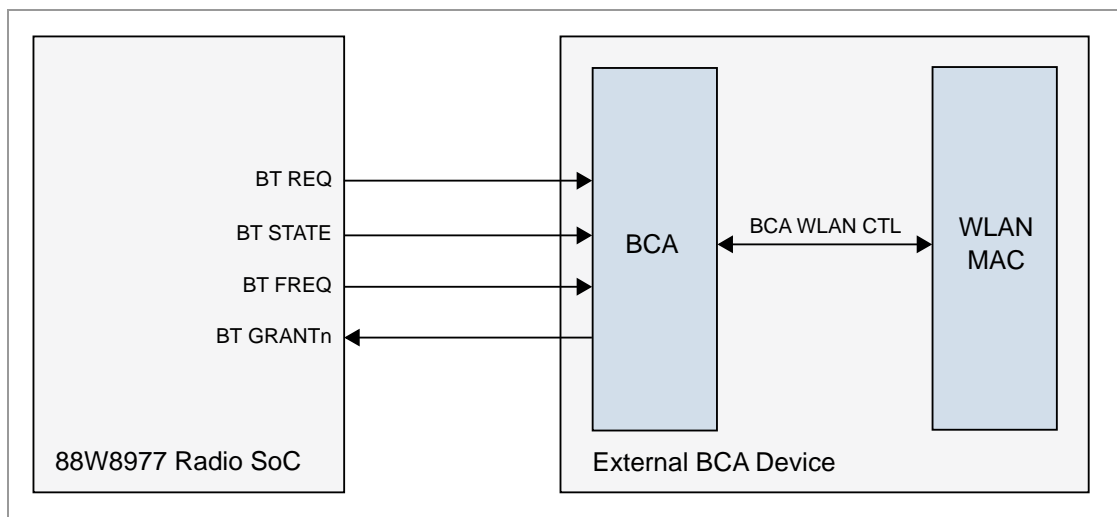 BT REQ
BT STATE
BT FREQ
BT GRANTn
88W8977 Radio SoC
BCA
BCA WLAN CTL
WLAN
MAC
External BCA Device